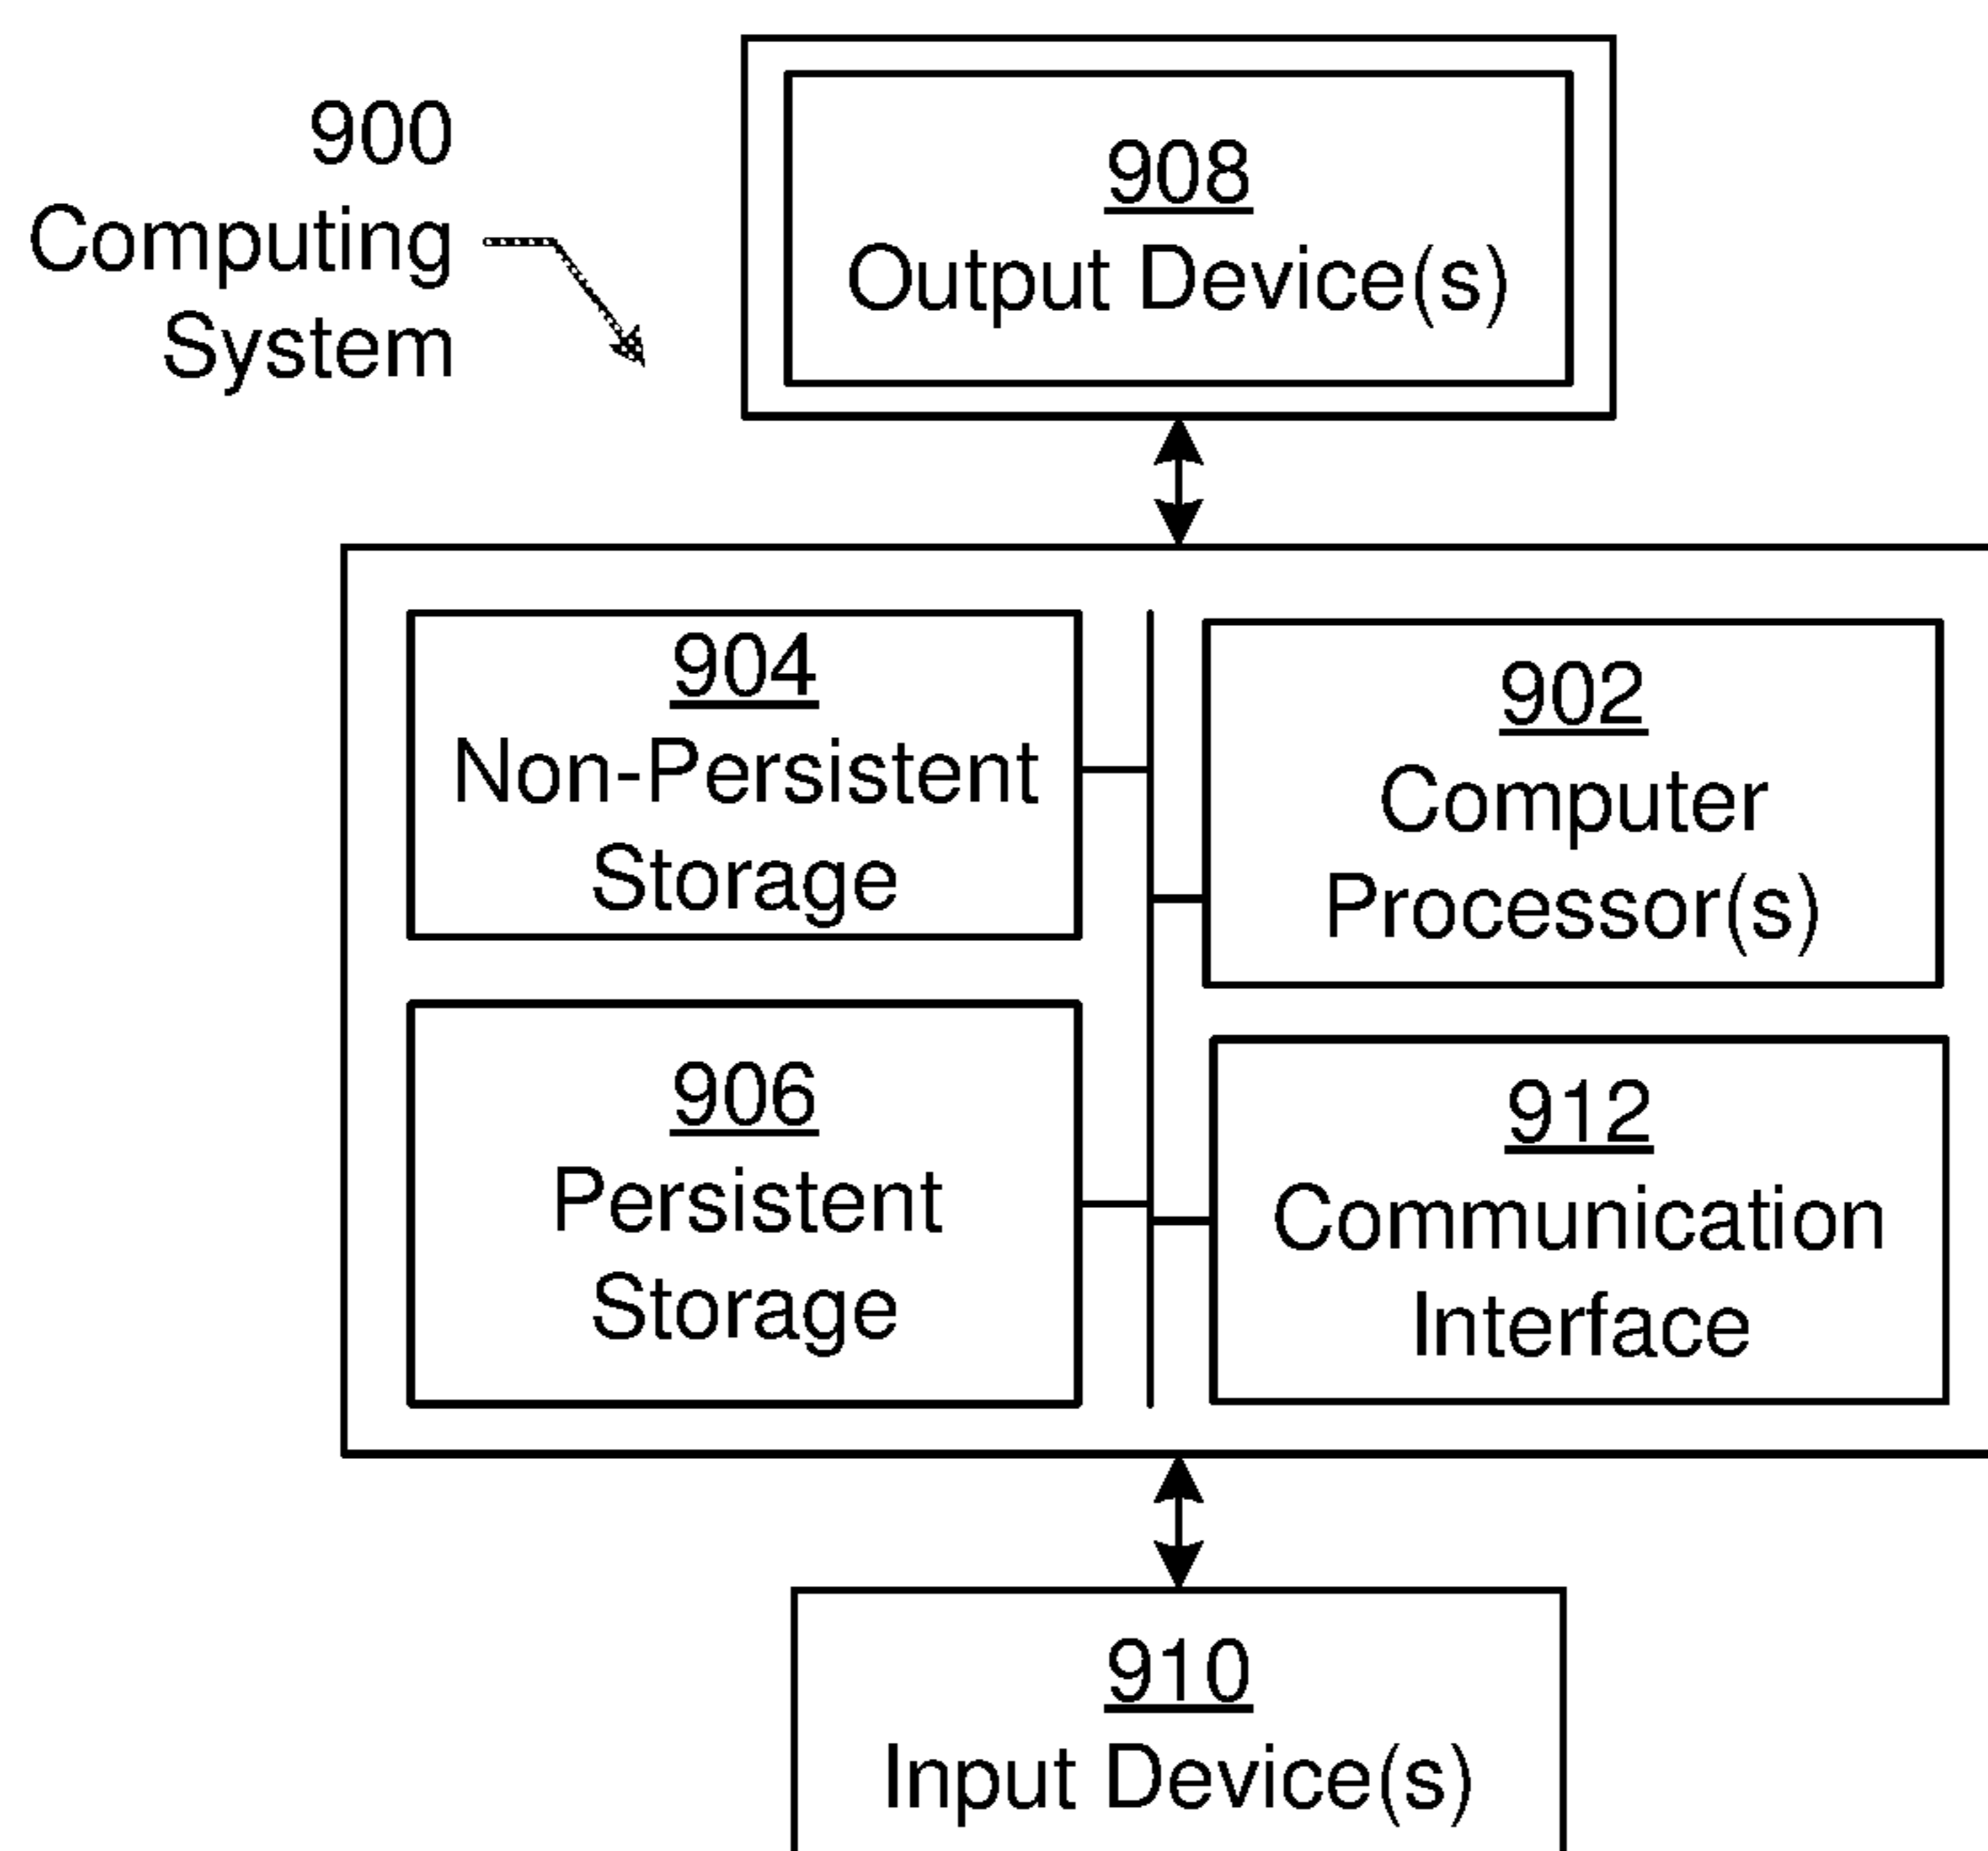 900
Computing
System
908
Output Device(s)
904
Non-Persistent
Storage
902
Computer
Processor(s)
906
Persistent
Storage
912
Communication
Interface
910
Input Device(s)